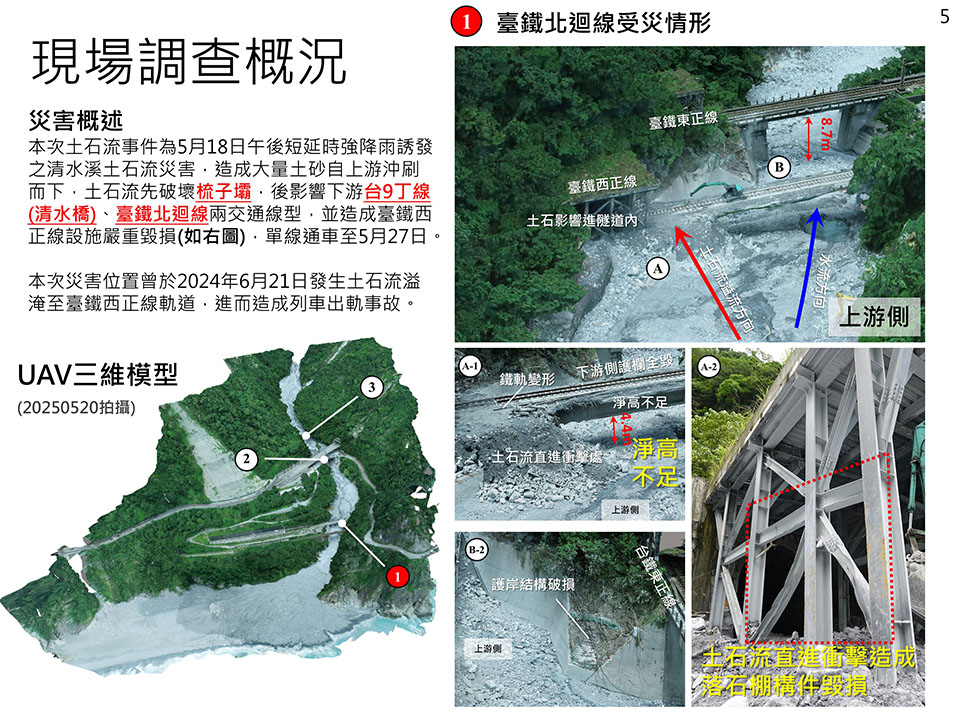 5
現場調查概況
災害概述
本次土石流事件為5月18日午後短延時強降雨誘發
之清水溪土石流災害，造成大量土砂自上游沖刷
而下，土石流先破壞梳子壩，後影響下游台9丁線
(清水橋)、臺鐵北迴線兩交通線型，並造成臺鐵西
正線設施嚴重毀損(如右圖)，單線通車至5月27日。
本次災害位置曾於2024年6月21日發生土石流溢
淹至臺鐵西正線軌道，進而造成列車出軌事故。
UAV三維模型
(20250520拍攝)
3
2
1
1 臺鐵北迴線受災情形
臺鐵東正線
8.7m
B
臺鐵西正線
土石影響進隧道內
A
土石流溢流方向
水流方向
上游側
A-1
下游側護欄全毀
鐵軌變形
淨高不足
4.4m
土石流直進衝擊處
淨高
不足
上游側
B-2
台鐵東正線
護岸結構破損
上游側
A-2
土石流直進衝擊造成
落石棚構件毀損